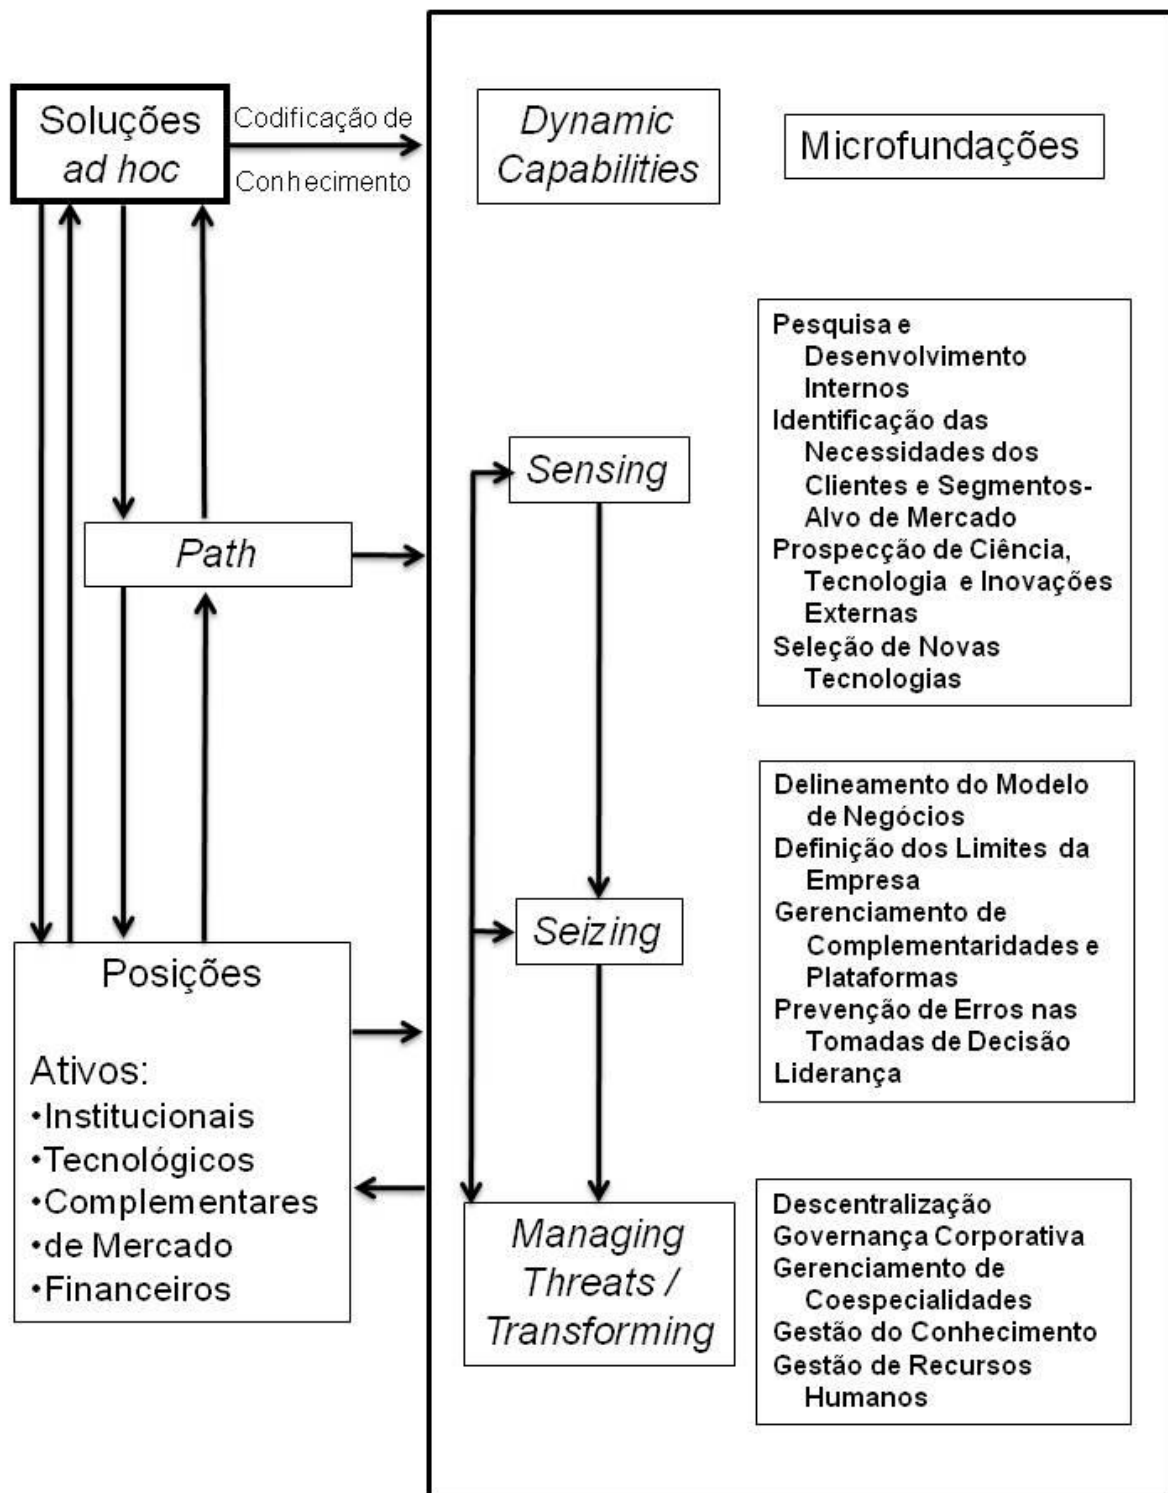 Soluções
ad hoc
Codificação de
Conhecimento
Dynamic
Capabilities
Microfundações
Pesquisa e
Desenvolvimento
Internos
Identificação das
Necessidades dos
Clientes e Segmentos-
Alvo de Mercado
Prospecção de Ciência,
Tecnologia e Inovações
Externas
Seleção de Novas
Tecnologias
Sensing
Path
Delineamento do Modelo
de Negócios
Definição dos Limites da
Empresa
Gerenciamento de
Complementaridades e
Plataformas
Prevenção de Erros nas
Tomadas de Decisão
Liderança
Seizing
Posições
Ativos:
•Institucionais
•Tecnológicos
•Complementares
•de Mercado
•Financeiros
Managing
Threats /
Transforming
Descentralização
Governança Corporativa
Gerenciamento de
Coespecialidades
Gestão do Conhecimento
Gestão de Recursos
Humanos